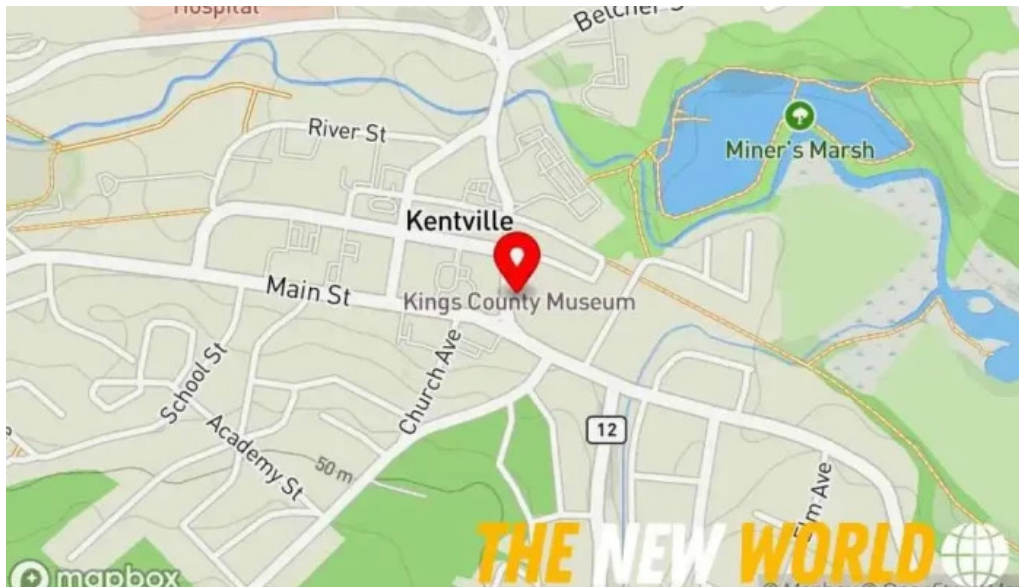 Hospital
Belcher S
River St
Miner's Marsh
Kentville
Main St
Kings County Museum
School St
Church Ave
Academy St
12
50 m
Elm Ave
THE NEW WORLD
mapbox